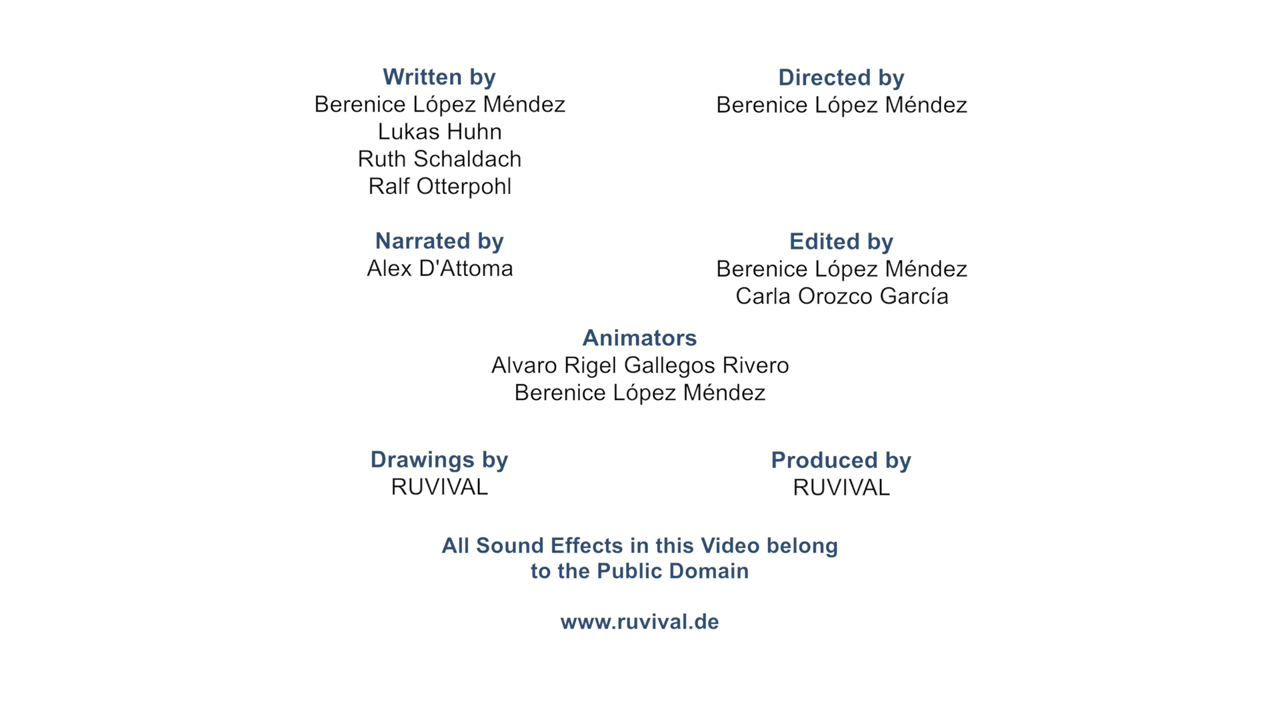 Written by
Berenice López Méndez
Lukas Huhn
Ruth Schaldach
Ralf Otterpohl
Directed by
Berenice López Méndez
Narrated by
Alex D'Attoma
Edited by
Berenice López Méndez
Carla Orozco García
Animators
Alvaro Rigel Gallegos Rivero
Berenice López Méndez
Drawings by
RUVIVAL
Produced by
RUVIVAL
All Sound Effects in this Video belong
to the Public Domain
www.ruvival.de